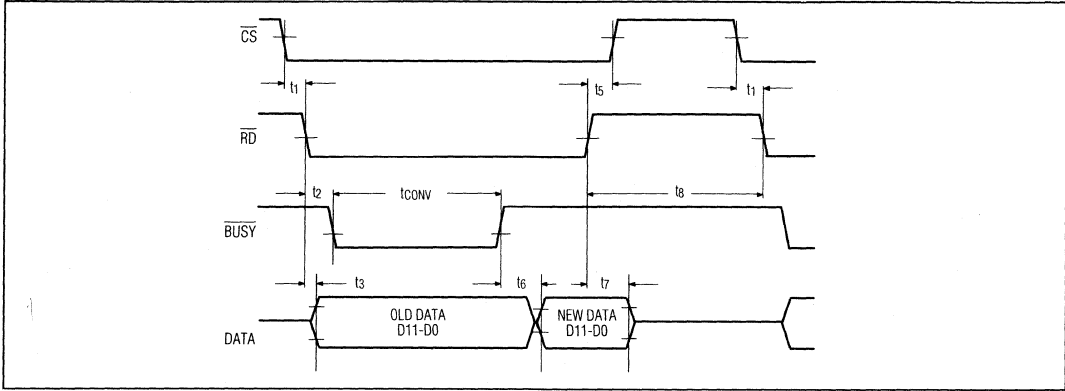 CS
t1
t5
t1
RD
t2
tCONV
t8
BUSY
t3
t6
t7
OLD DATA
D11-D0
NEW DATA
D11-D0
DATA